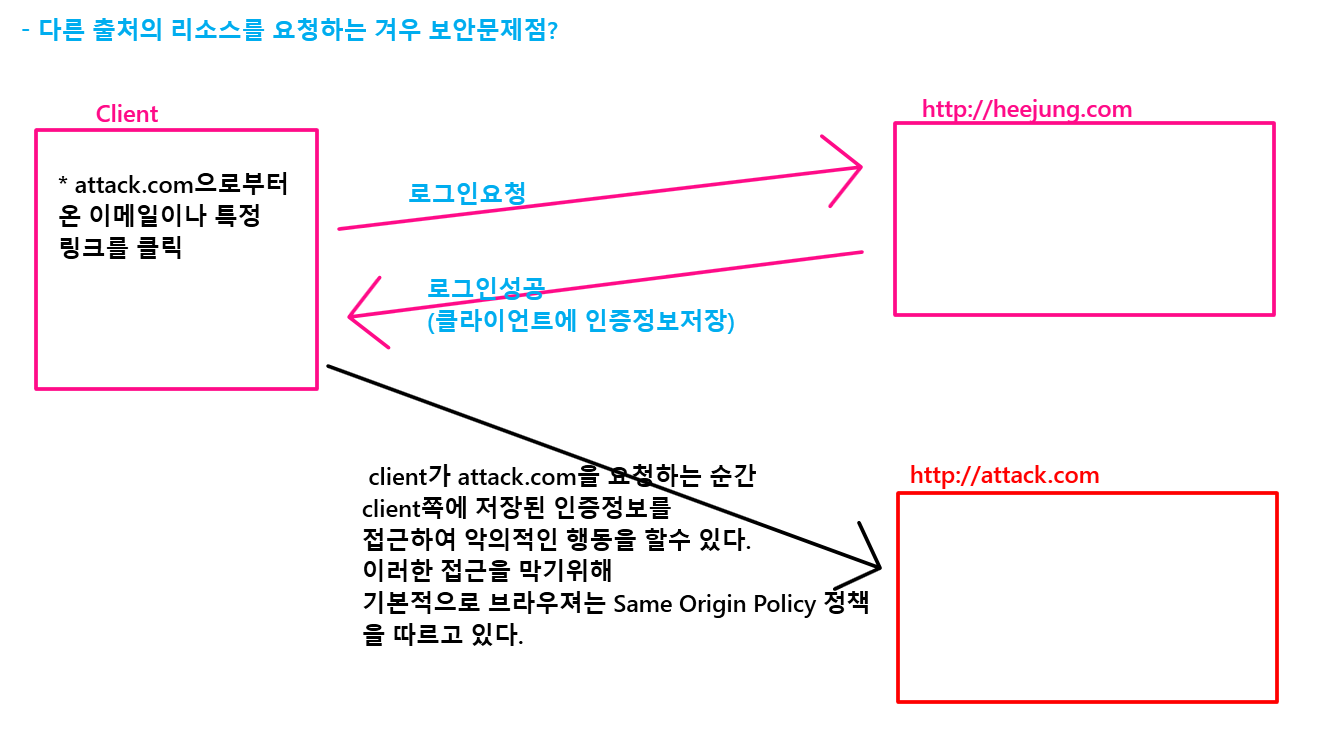 - 다른 출처의 리소스를 요청하는 겨우 보안문제점?
Client
http://heejung.com
* attack.com으로부터
온 이메일이나 특정
링크를 클릭
로그인요청
로그인성공
(클라이언트에 인증정보저장)
client가 attack.com을 요청하는 순간
client쪽에 저장된 인증정보를
접근하여 악의적인 행동을 할수 있다.
이러한 접근을 막기위해
기본적으로 브라우져는 Same Origin Policy 정책
을 따르고 있다.
http://attack.com